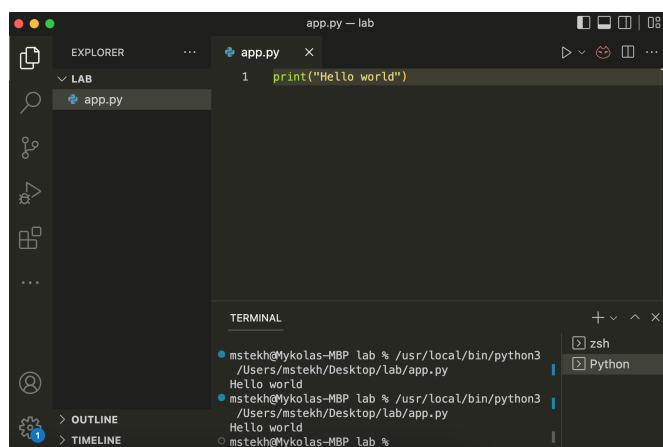 app.py — lab
EXPLORER
LAB
app.py
app.py
1 print("Hello world")
TERMINAL
mstekh@Mykolas-MBP lab % /usr/local/bin/python3
/Users/mstekh/Desktop/lab/app.py
Hello world
mstekh@Mykolas-MBP lab % /usr/local/bin/python3
/Users/mstekh/Desktop/lab/app.py
Hello world
mstekh@Mykolas-MBP lab %
zsh
Python
OUTLINE
TIMELINE
1